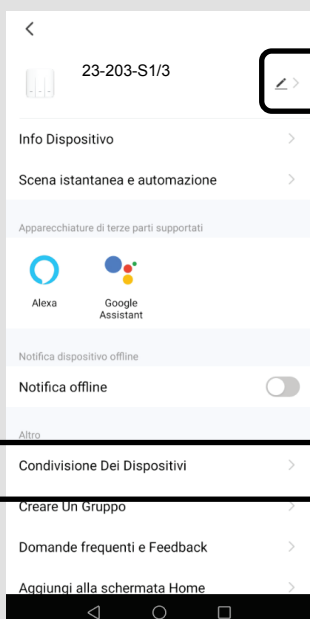 23-203-S1/3
Info Dispositivo
Scena istantanea e automazione
Apparecchiature di terze parti supportati
Alexa
Google
Assistant
Notifica dispositivo offline
Notifica offline
Altro
Condivisione Dei Dispositivi
Creare Un Gruppo
Domande frequenti e Feedback
Aggiungi alla schermata Home